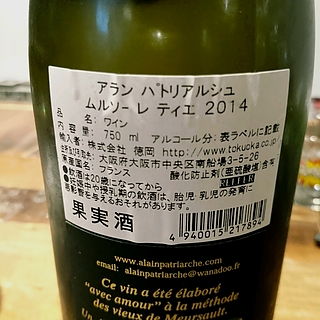 アラン パトリアルシュ
ムルソー レ ティエ 2014
品 名: ワイン
容 量: 750 ml アルコール分: 表ラベルに記載
輸入者: 株式会社 徳岡 http://www.tokuoka.co.jp
大阪府大阪市中央区南船場3-5-26
原産国名: フランス 酸化防止剤(亜硫酸塩)含有
●飲酒は20歳になってから
●妊娠中や授乳期の飲酒は、胎児・乳児の発育に
悪影響を与えるおそれがあります。
果実酒
4 940015 217894
www.alainpatriarche.com
email: alainpatriarche@wanadoo.fr
Ce vin a été élaboré
"avec amour" à la méthode
des vieux de Meursault.